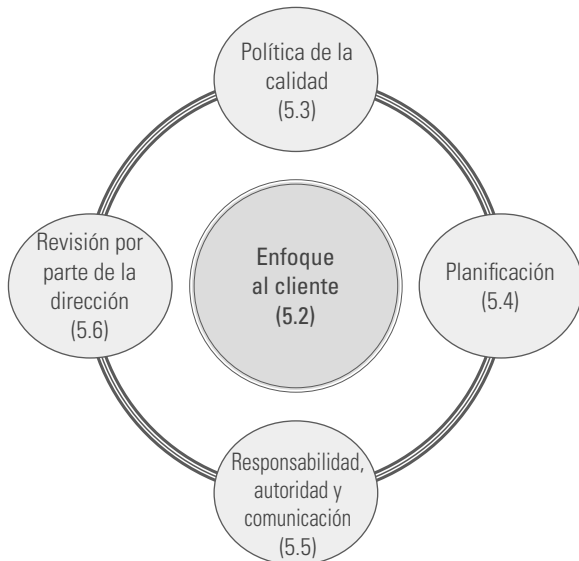 Política de la
calidad
(5.3)
Revisión por
parte de la
dirección
(5.6)
Enfoque
al cliente
(5.2)
Planificación
(5.4)
Responsabilidad,
autoridad y
comunicación
(5.5)